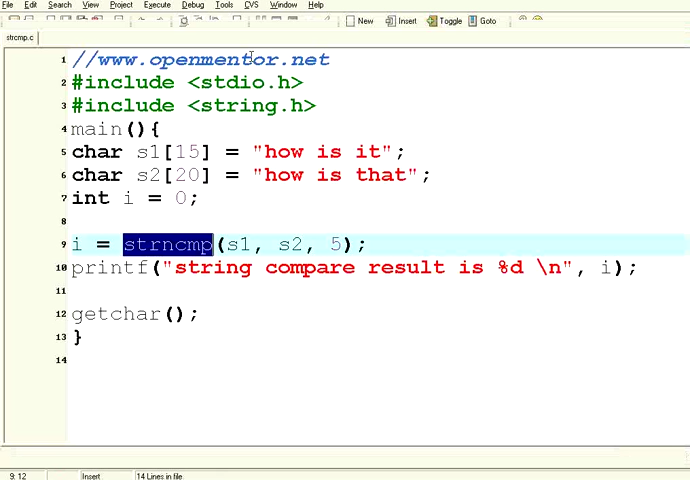 File Edit Search View Project Execute Debug Tools CVS Window Help
New Insert Toggle Goto
strcmp.c
1 //www.openmentor.net
2 #include <stdio.h>
3 #include <string.h>
4 main(){
5 char s1[15] = "how is it";
6 char s2[20] = "how is that";
7 int i = 0;
8
9 i = strncmp(s1, s2, 5);
10 printf("string compare result is %d \n", i);
11
12 getchar();
13 }
14
9: 12 Insert 14 Lines in file